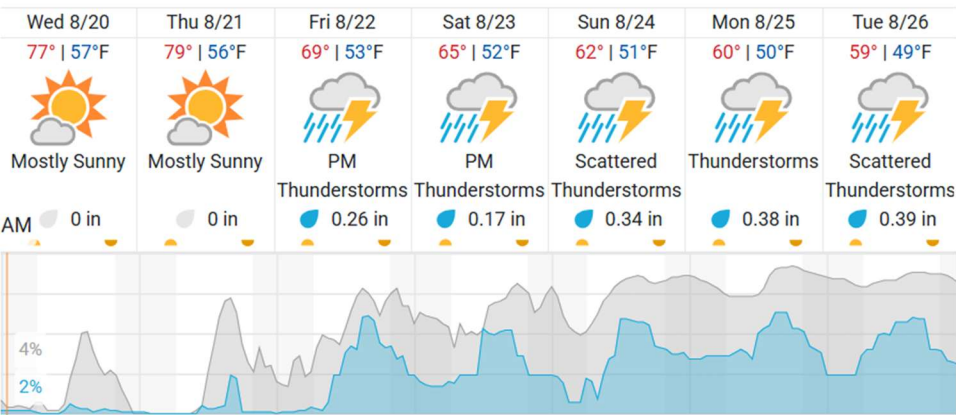 Wed 8/20 Thu 8/21 Fri 8/22 Sat 8/23 Sun 8/24 Mon 8/25 Tue 8/26
77° | 57°F 79° | 56°F 69° | 53°F 65° | 52°F 62° | 51°F 60° | 50°F 59° | 49°F
Mostly Sunny Mostly Sunny PM PM Scattered Thunderstorms Scattered
Thunderstorms Thunderstorms Thunderstorms Thunderstorms
AM 0 in 0 in 0.26 in 0.17 in 0.34 in 0.38 in 0.39 in
4%
2%